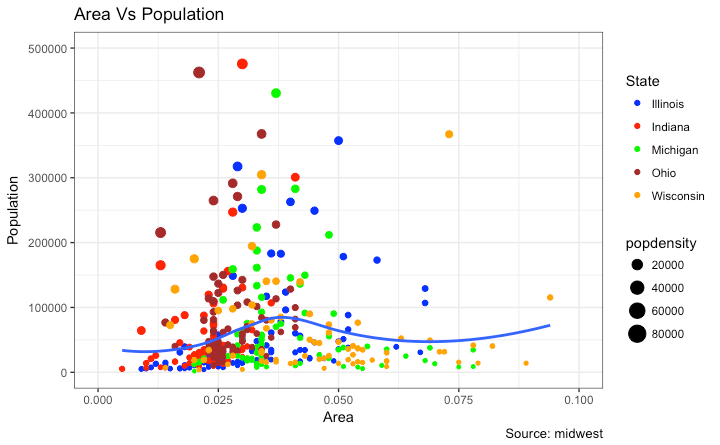 Area Vs Population
500000
400000
300000
200000
100000
0
Population
0.000
0.025
0.050
0.075
0.100
Area
Source: midwest
State
Illinois
Indiana
Michigan
Ohio
Wisconsin
popdensity
20000
40000
60000
80000